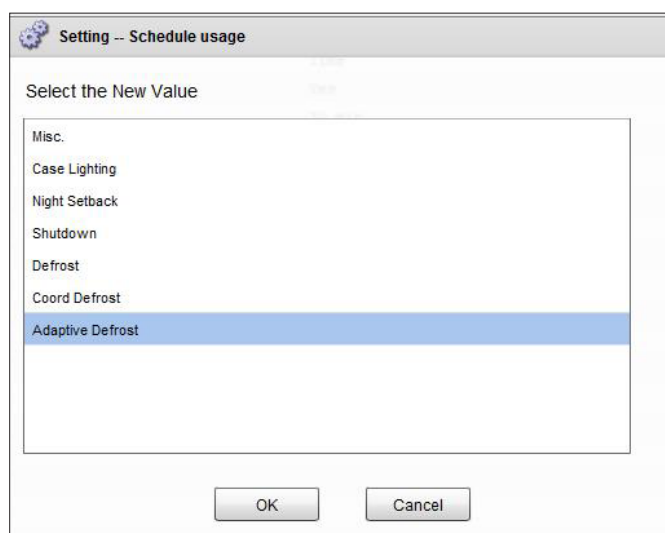 Setting -- Schedule usage
Select the New Value
Misc.
Case Lighting
Night Setback
Shutdown
Defrost
Coord Defrost
Adaptive Defrost
OK
Cancel